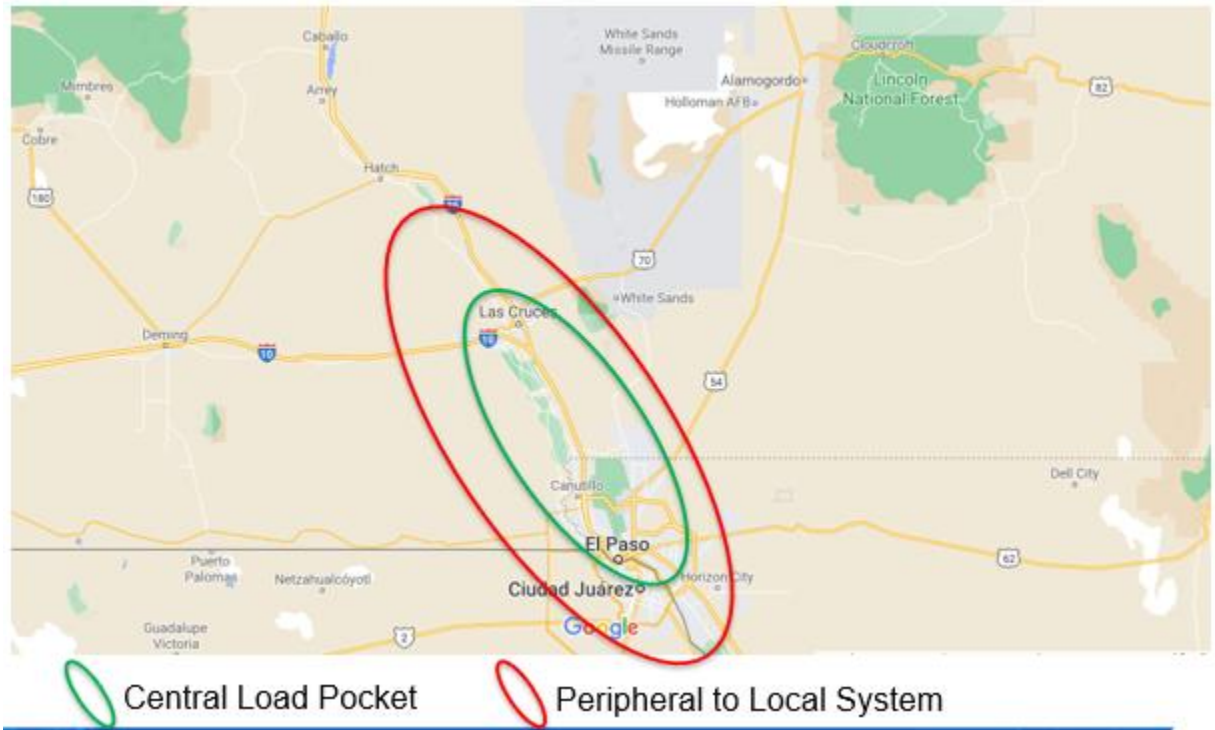 Caballo
White Sands
Missile Range
Cloudcroft
Mimbres
Arrey
Alamogordo
Lincoln
National Forest
82
Holloman AFB
Cobre
Hatch
180
25
70
White Sands
Las Cruces
Deming
10
10
54
Dell City
Canutillo
El Paso
62
Puerto
Palomas
Netzahualcóyotl
Horizon City
Ciudad Juárez
Guadalupe
Victoria
2
Google
Central Load Pocket
Peripheral to Local System